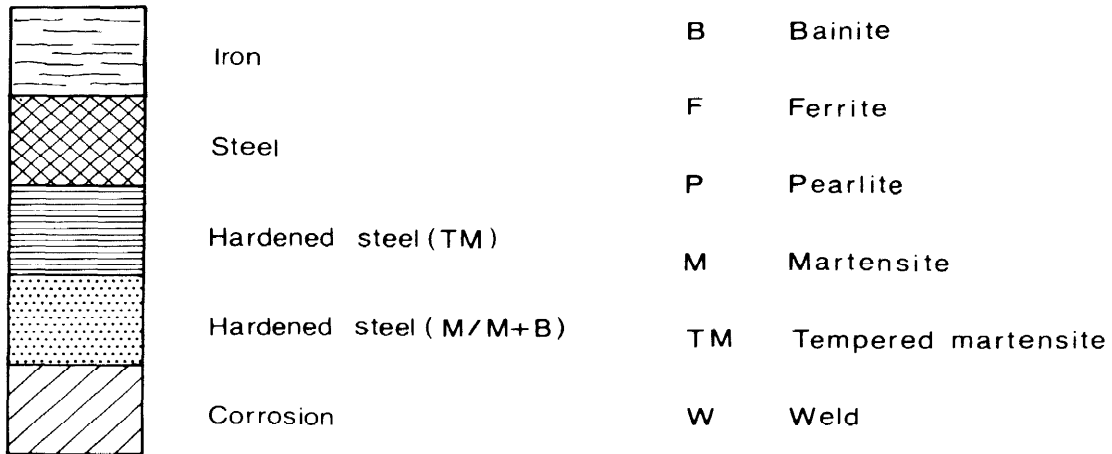 Iron
Steel
Hardened steel (TM)
Hardened steel (M/M+B)
Corrosion
B Bainite
F Ferrite
P Pearlite
M Martensite
TM Tempered martensite
W Weld